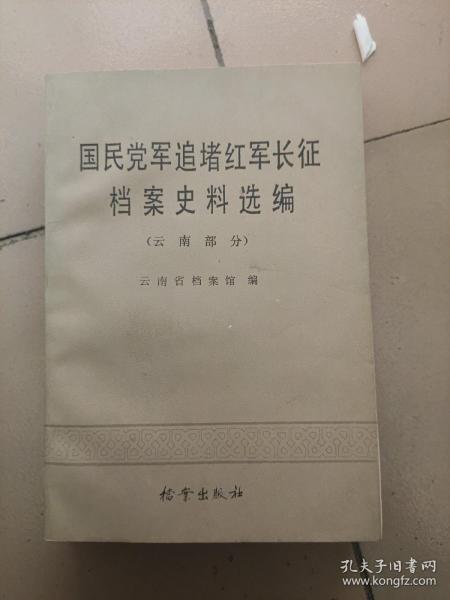 国民党军追堵红军长征
档案史料选编
（云南部分）
云南省档案馆 编
档案出版社
孔夫子旧书网
www.kongfz.com